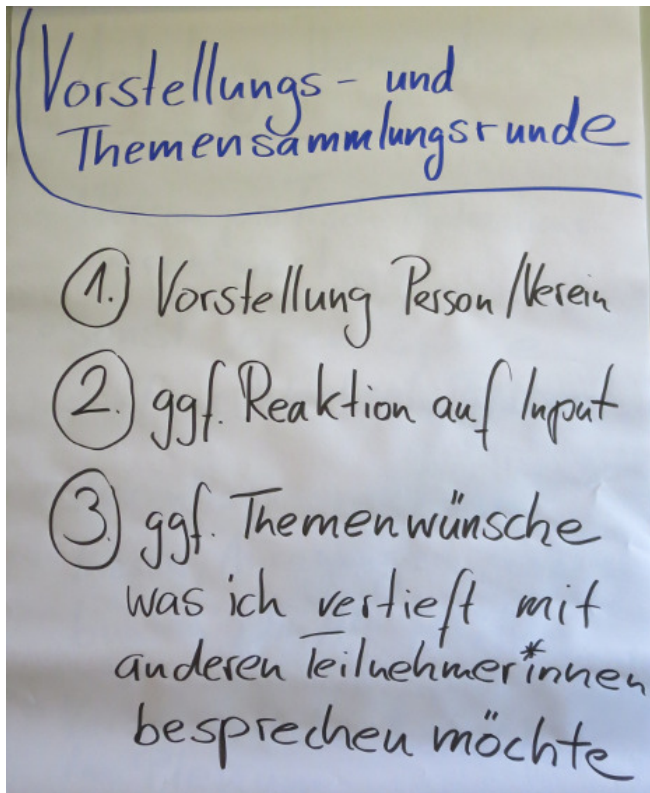 Vorstellungs- und
Themensammlungsrunde
1. Vorstellung Person/Verein
2. ggf. Reaktion auf Input
3. ggf. Themenwünsche
was ich vertieft mit
anderen Teilnehmer*innen
besprechen möchte